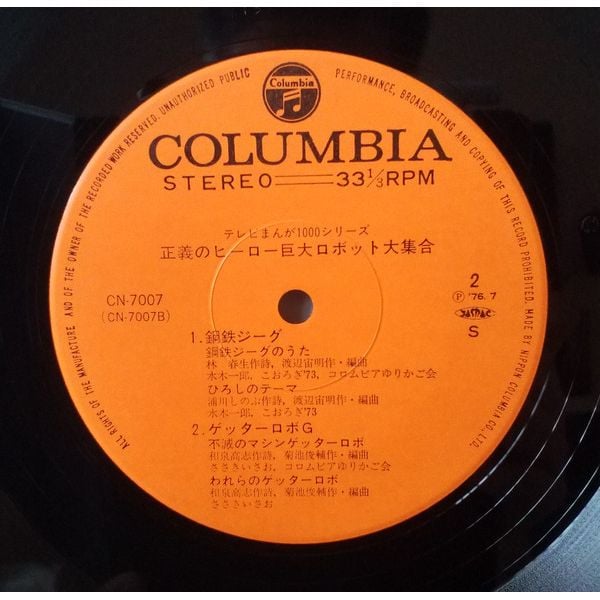 ALL RIGHTS OF THE MANUFACTURE AND OF THE OWNER OF THE RECORDED WORK RESERVED. UNAUTHORIZED PUBLIC PERFORMANCE, BROADCASTING AND COPYING OF THIS RECORD PROHIBITED. MADE BY NIPPON COLUMBIA CO., LTD.
Columbia
COLUMBIA
STEREO 33 1/3 RPM
テレビまんが1000シリーズ
正義のヒーロー巨大ロボット大集合
CN-7007
(CN-7007B)
2
Ⓟ '76.7
JASRAC
S
1.鋼鉄ジーグ
鋼鉄ジーグのうた
林 春生作詩, 渡辺宙明作・編曲
水木一郎, こおろぎ'73, コロムビアゆりかご会
ひろしのテーマ
浦川しのぶ作詩, 渡辺宙明作・編曲
水木一郎, こおろぎ'73
2.ゲッターロボG
不滅のマシンゲッターロボ
和泉高志作詩, 菊池俊輔作・編曲
ささきいさお, コロムビアゆりかご会
われらのゲッターロボ
和泉高志作詩, 菊池俊輔作・編曲
ささきいさお